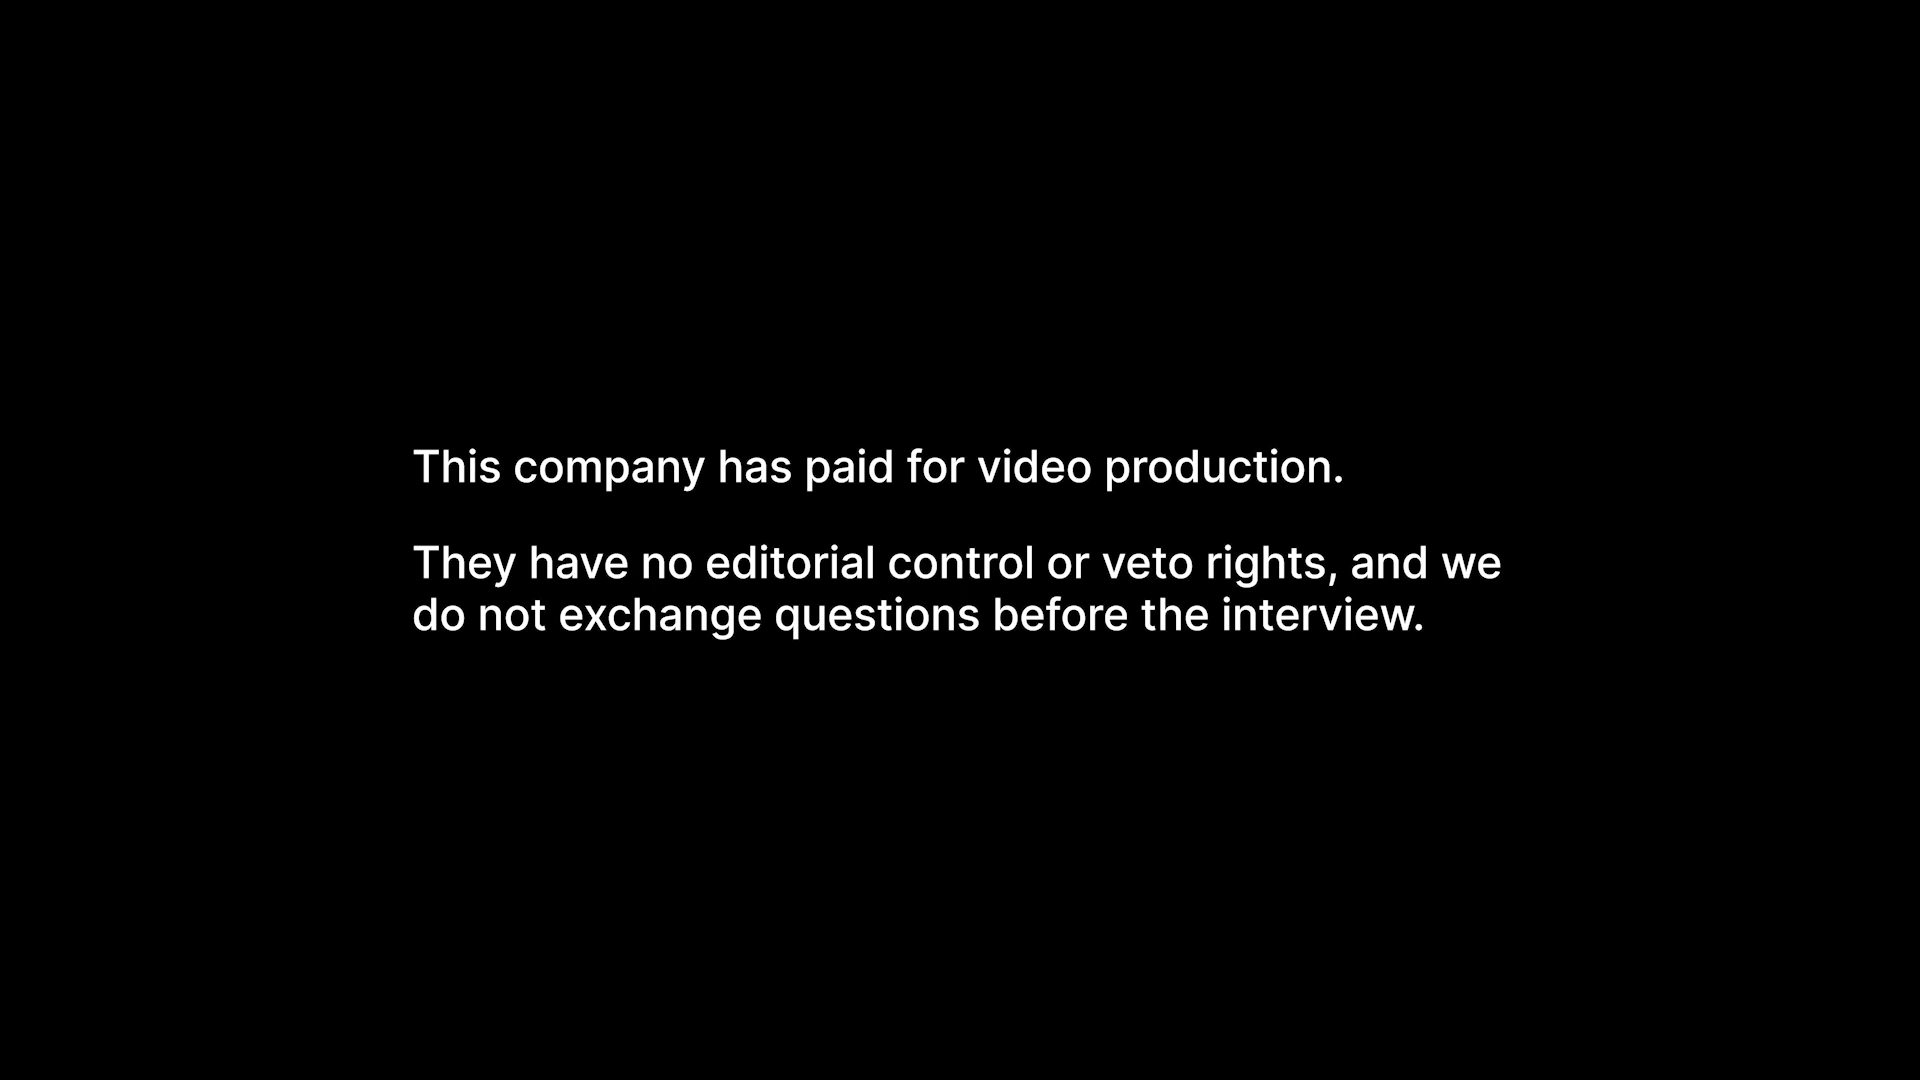 This company has paid for video production.
They have no editorial control or veto rights, and we
do not exchange questions before the interview.